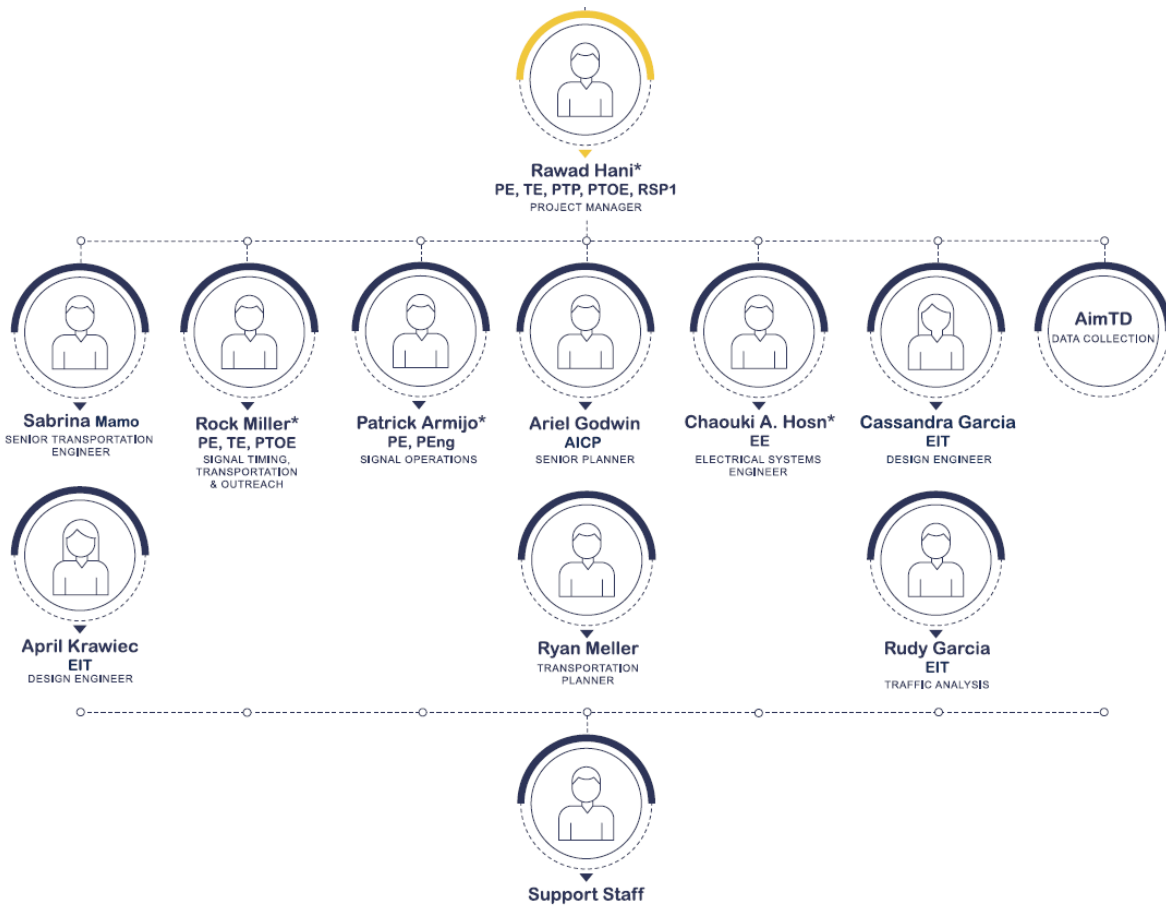 Rawad Hani*
PE, TE, PTP, PTOE, RSP1
PROJECT MANAGER
Sabrina Mamo
SENIOR TRANSPORTATION
ENGINEER
Rock Miller*
PE, TE, PTOE
SIGNAL TIMING,
TRANSPORTATION
& OUTREACH
Patrick Armijo*
PE, PEng
SIGNAL OPERATIONS
Ariel Godwin
AICP
SENIOR PLANNER
Chaouki A. Hosn*
EE
ELECTRICAL SYSTEMS
ENGINEER
Cassandra Garcia
EIT
DESIGN ENGINEER
AimTD
DATA COLLECTION
April Krawiec
EIT
DESIGN ENGINEER
Ryan Meller
TRANSPORTATION
PLANNER
Rudy Garcia
EIT
TRAFFIC ANALYSIS
Support Staff